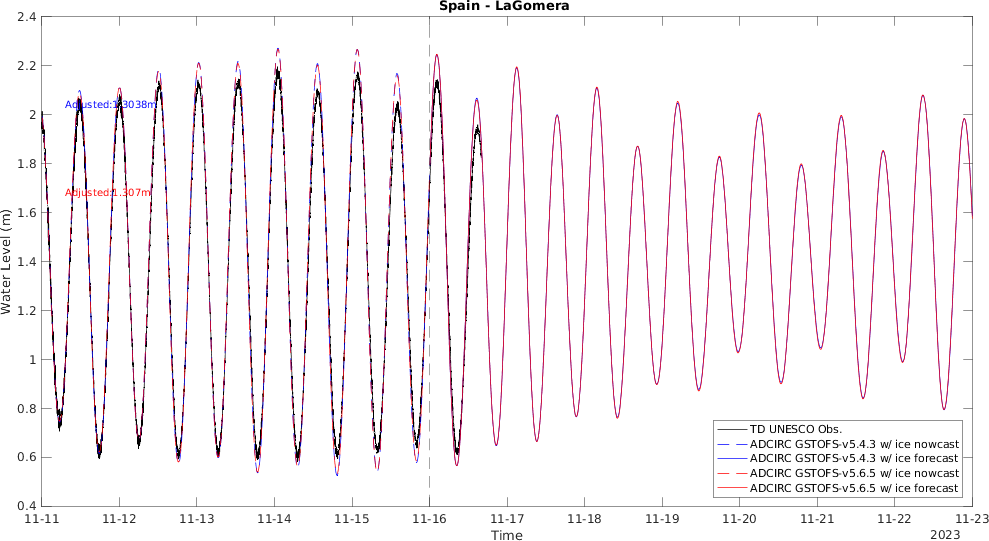 Spain - LaGomera
2.4
2.2
2
1.8
1.6
1.4
1.2
1
0.8
0.6
0.4
Water Level (m)
Adjusted:1.3038m
Adjusted:1.307m
TD UNESCO Obs.
ADCIRC GSTOFS-v5.4.3 w/ ice nowcast
ADCIRC GSTOFS-v5.4.3 w/ ice forecast
ADCIRC GSTOFS-v5.6.5 w/ ice nowcast
ADCIRC GSTOFS-v5.6.5 w/ ice forecast
11-11 11-12 11-13 11-14 11-15 11-16 11-17 11-18 11-19 11-20 11-21 11-22 11-23
Time
2023